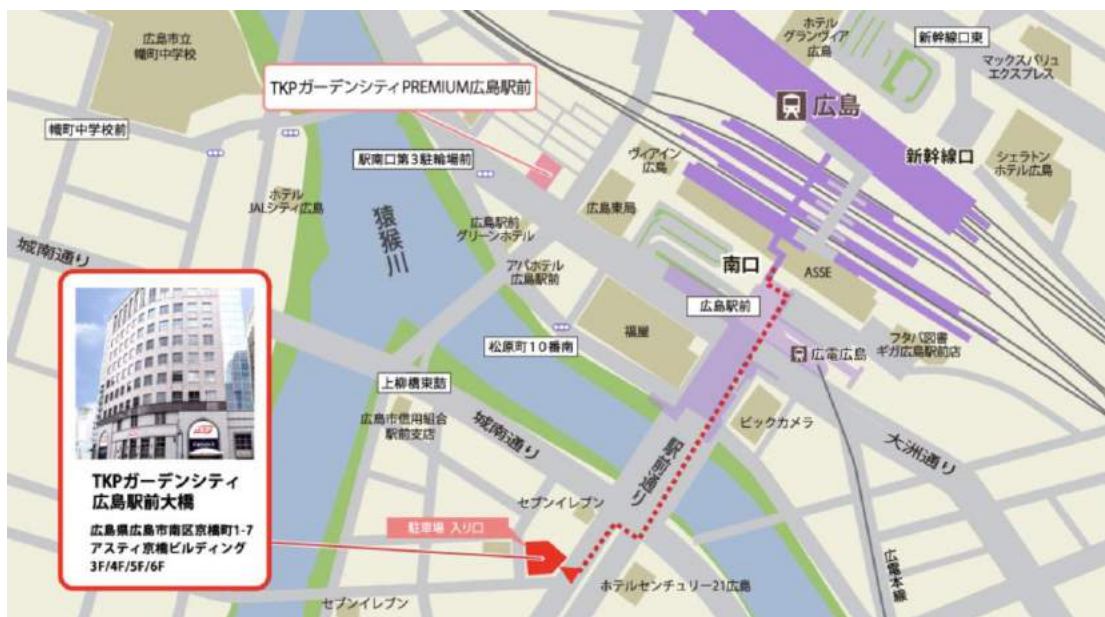 広島市立
幟町中学校
ホテル
グランヴィア
広島
新幹線口東
マックスバリュ
エクスプレス
TKPガーデンシティPREMIUM広島駅前
広島
幟町中学校前
駅南口第3駐輪場前
ヴィアイン
広島
新幹線口
シェラトン
ホテル広島
ホテル
JALシティ広島
猿猴川
広島駅前
グリーンホテル
広島東局
城南通り
アパホテル
広島駅前
南口
ASSE
広島駅前
福屋
松原町10番南
広電広島
フタバ図書
ギガ広島駅前店
上柳橋東詰
広島市信用組合
駅前支店
城南通り
ビックカメラ
大洲通り
駅前通り
TKPガーデンシティ
広島駅前大橋
広島県広島市南区京橋町1-7
アスティ京橋ビルディング
3F/4F/5F/6F
セブンイレブン
駐車場 入り口
ホテルセンチュリー21広島
広電本線
セブンイレブン